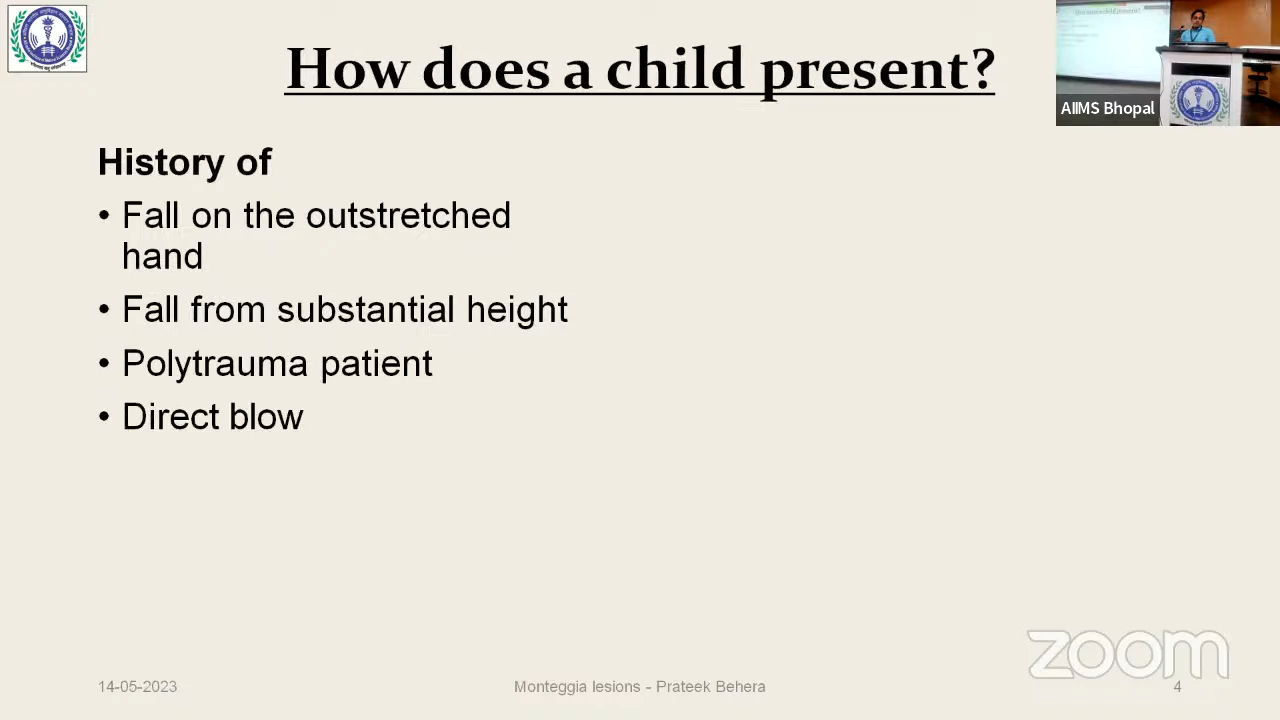 How does a child present?
AIIMS Bhopal
History of
• Fall on the outstretched
hand
• Fall from substantial height
• Polytrauma patient
• Direct blow
zoom
14-05-2023
Monteggia lesions - Prateek Behera
4